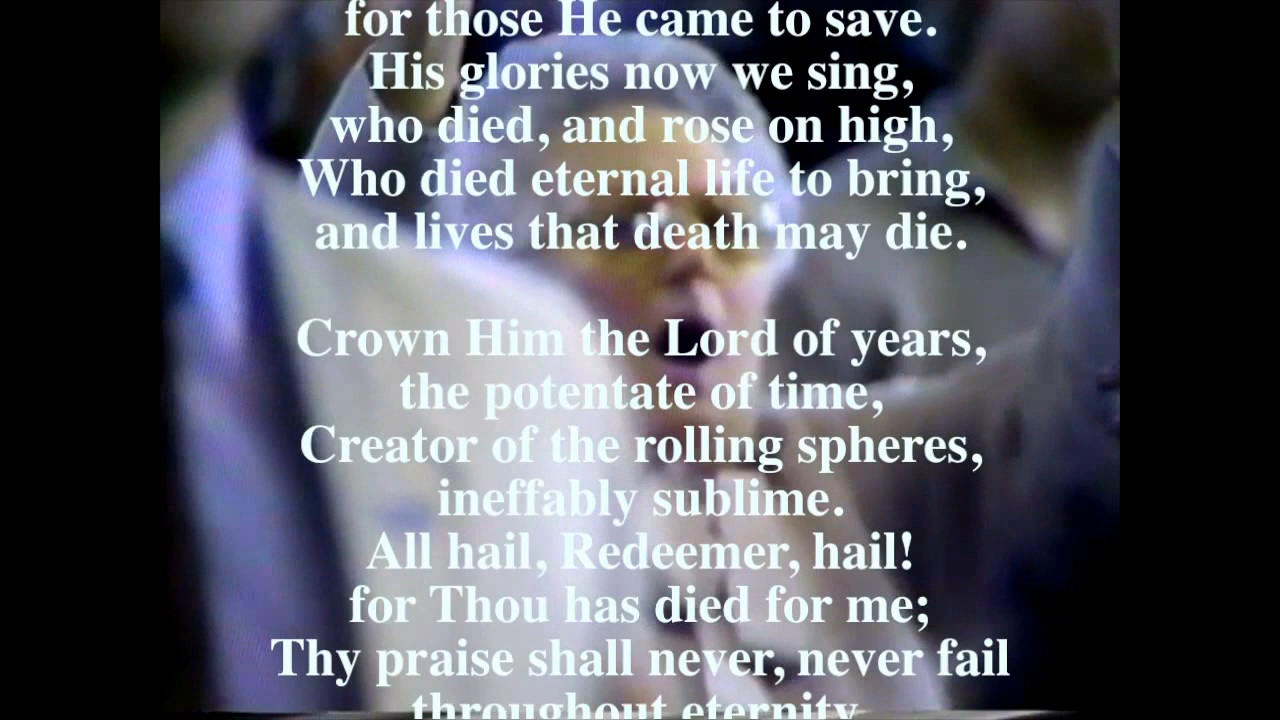 for those He came to save.
His glories now we sing,
who died, and rose on high,
Who died eternal life to bring,
and lives that death may die.
Crown Him the Lord of years,
the potentate of time,
Creator of the rolling spheres,
ineffably sublime.
All hail, Redeemer, hail!
for Thou has died for me;
Thy praise shall never, never fail
throughout eternity